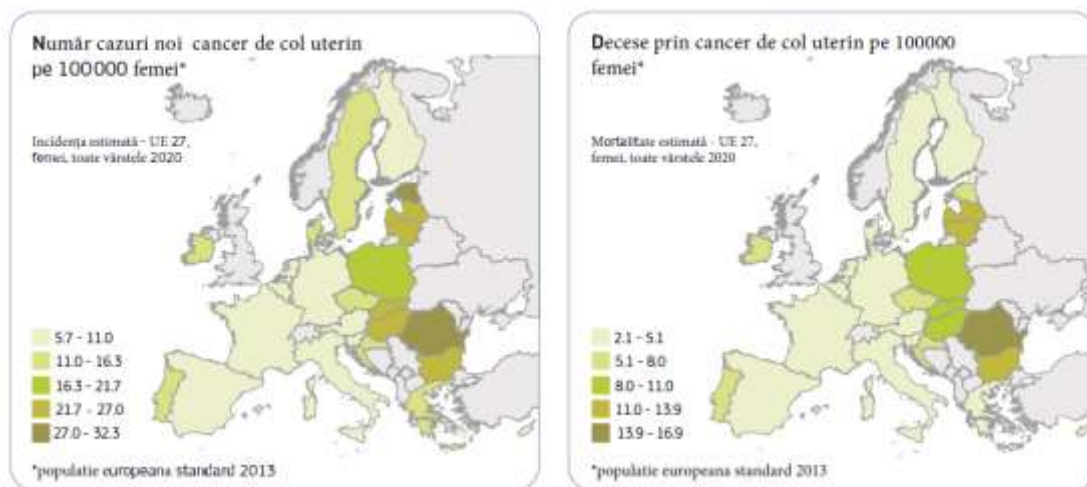 Număr cazuri noi cancer de col uterin
pe 100000 femei*
Incidența estimată - UE 27,
femei, toate vârstele 2020
5.7 - 11.0
11.0 - 16.3
16.3 - 21.7
21.7 - 27.0
27.0 - 32.3
*populatie europeana standard 2013
Decese prin cancer de col uterin pe 100000
femei*
Mortalitate estimată - UE 27,
femei, toate vârstele 2020
2.1 - 5.1
5.1 - 8.0
8.0 - 11.0
11.0 - 13.9
13.9 - 16.9
*populatie europeana standard 2013